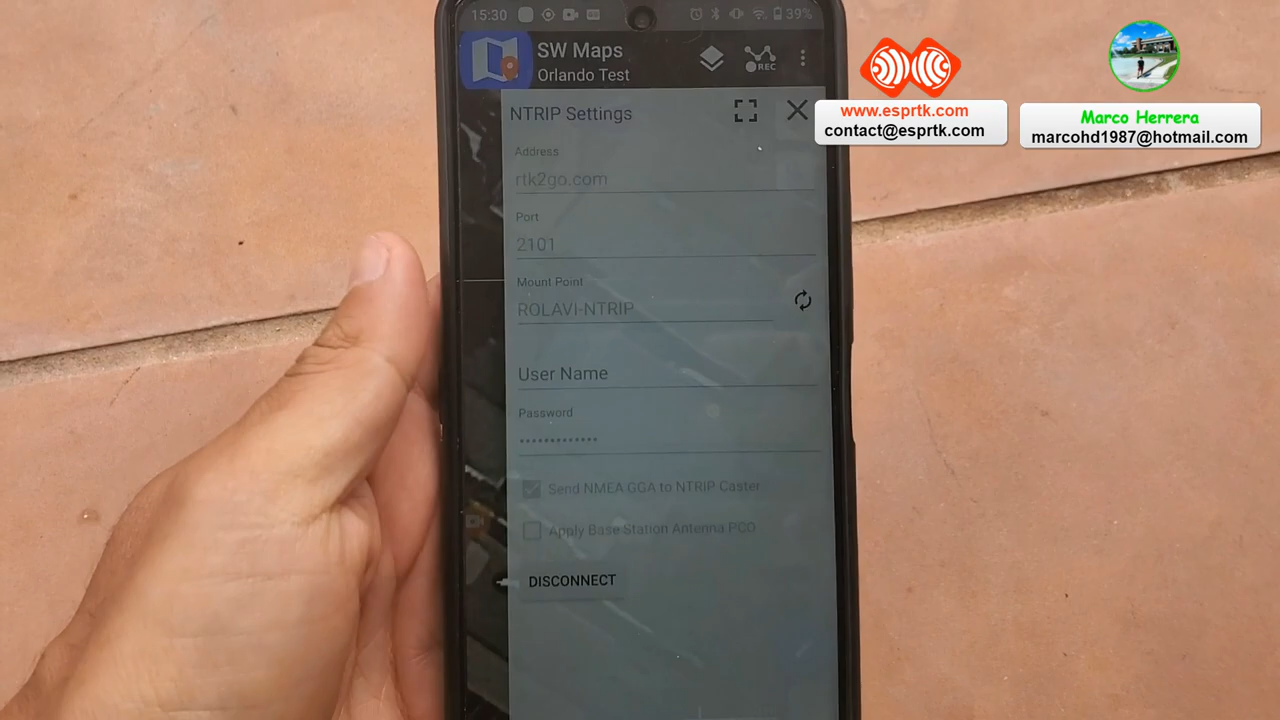 15:30
39%
SW Maps
Orlando Test
REC
NTRIP Settings
Address
rtk2go.com
Port
2101
Mount Point
ROLAVI-NTRIP
User Name
Password
•••••••••••••
Send NMEA GGA to NTRIP Caster
Apply Base Station Antenna PCO
DISCONNECT
www.esprtk.com
contact@esprtk.com
Marco Herrera
marcohd1987@hotmail.com